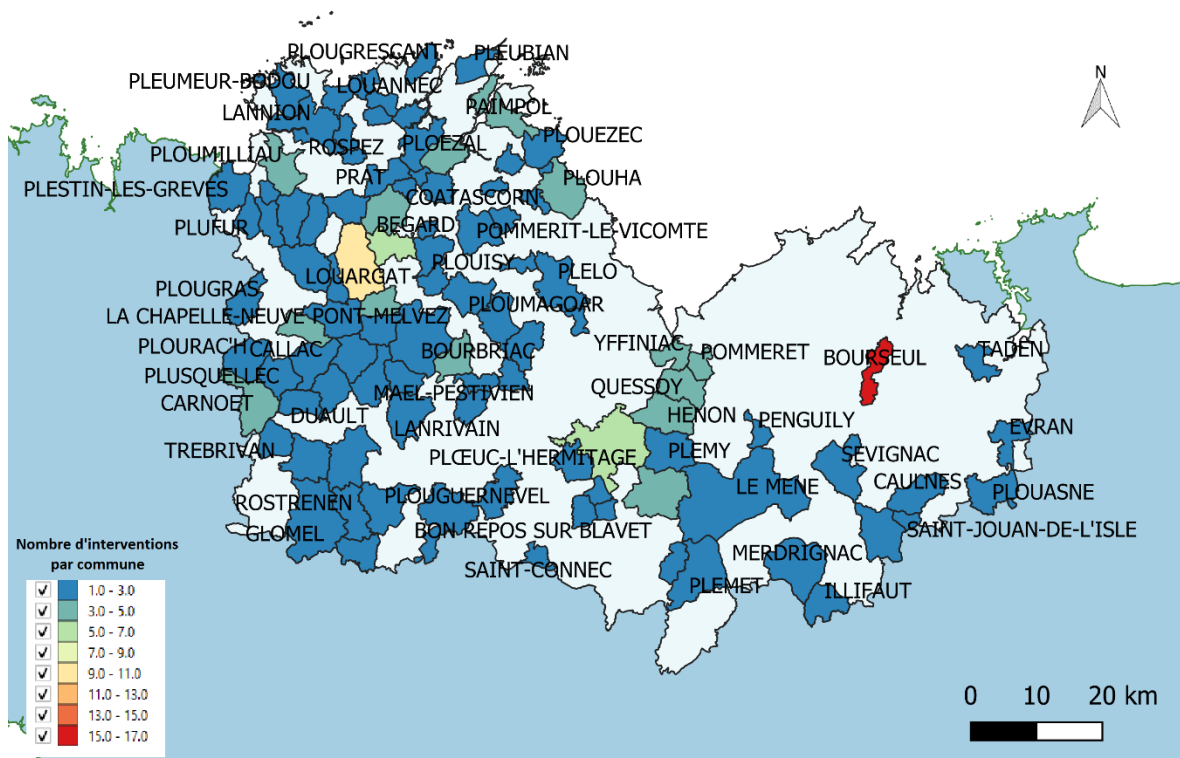 PLOUGRESCANT
PLEUBIAN
PLEUMEUR-BODOU
LOUANNEC
N
LANNION
PAIMPOL
PLOUEZEC
PLOUMILLIAU
ROSPEZ
PLOEZAL
PLESTIN-LES-GREVES
PRAT
PLOUHA
COATASCORN
PLUFUR
BEGARD
POMMERIT-LE-VICOMTE
LOUARGAT
PLOUISY
PLELO
PLOUGRAS
PLOUMAGOAR
LA CHAPELLE-NEUVE
PONT-MELVEZ
PLOURAC'H
CALLAC
BOURBRIAC
YFFINIAC
POMMERET
BOURSEUL
TADEN
PLUSQUELLEC
MAEL-PESTIVIEN
QUESSOY
CARNOET
DUAULT
LANRIVAIN
HENON
PENGUILY
EVRAN
TREBRIVAN
PLŒUC-L'HERMITAGE
PLEMY
SEVIGNAC
ROSTRENEN
PLOUGUERNEVEL
LE MENE
CAULNES
PLOUASNE
GLOMEL
BON REPOS SUR BLAVET
SAINT-JOUAN-DE-L'ISLE
SAINT-CONNEC
MERDRIGNAC
PLEMET
ILLIFAUT
Nombre d'interventions
par commune
1.0 - 3.0
3.0 - 5.0
5.0 - 7.0
7.0 - 9.0
9.0 - 11.0
11.0 - 13.0
13.0 - 15.0
15.0 - 17.0
0 10 20 km